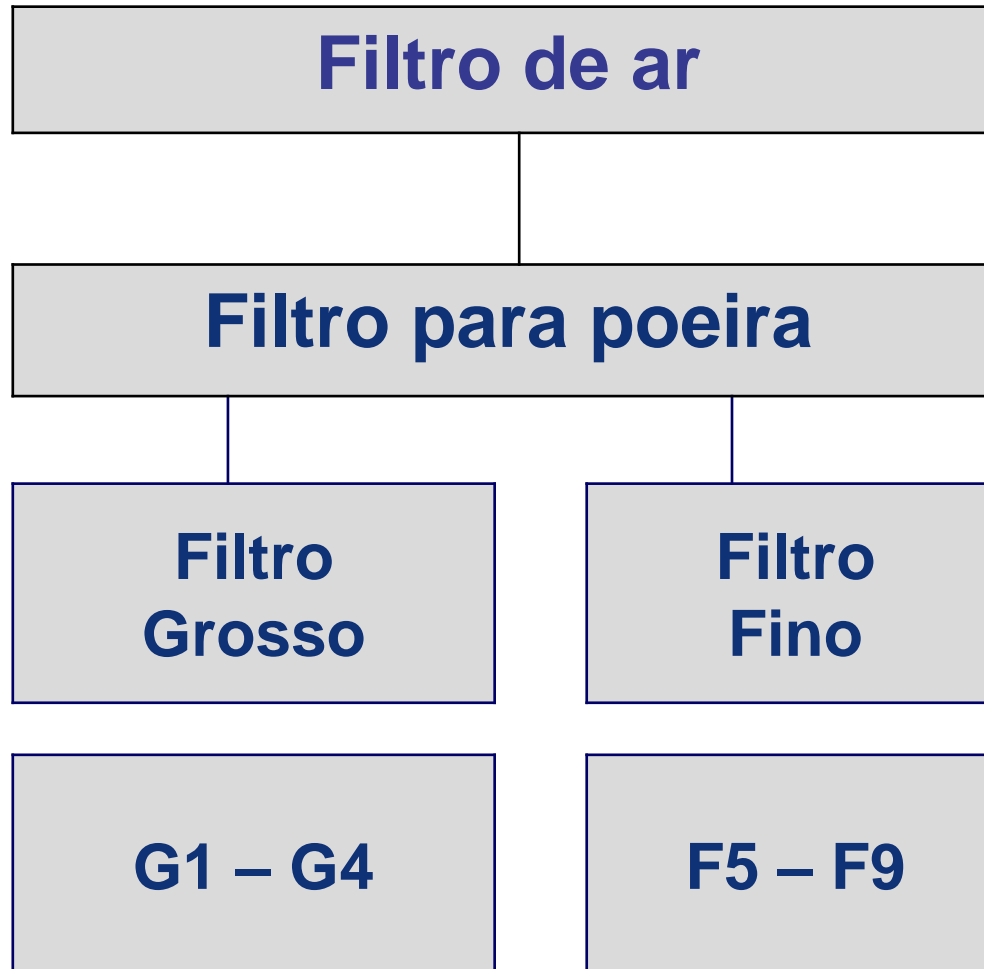 Filtro de ar
Filtro para poeira
Filtro
Grosso
Filtro
Fino
G1 – G4
F5 – F9